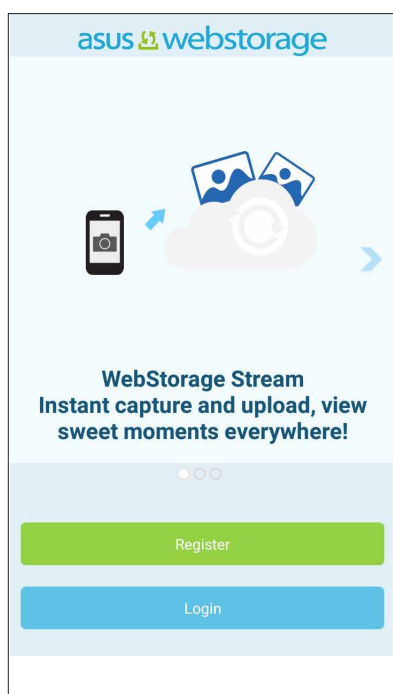 asus webstorage
WebStorage Stream
Instant capture and upload, view
sweet moments everywhere!
Register
Login